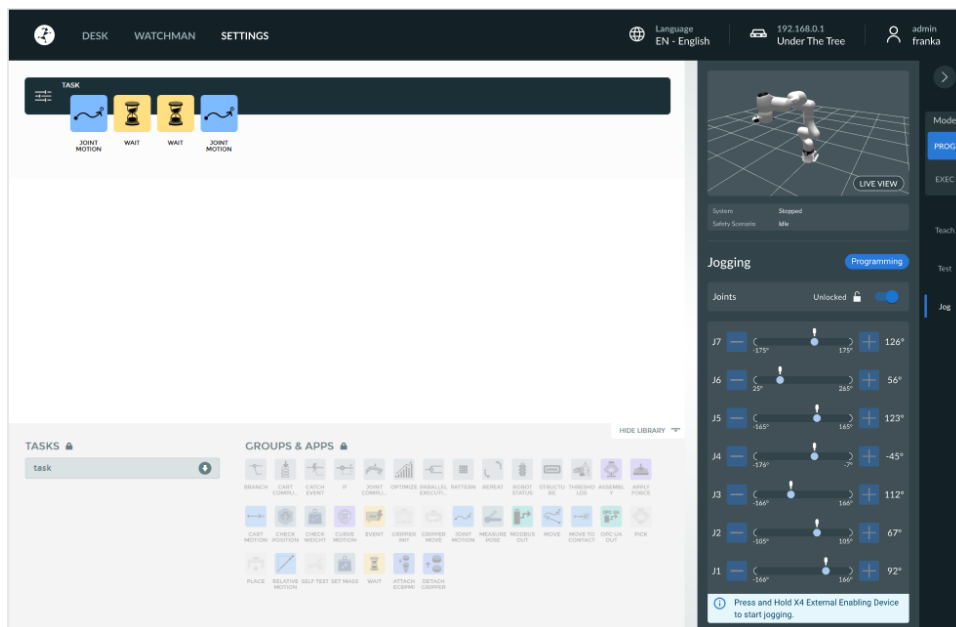 DESK WATCHMAN SETTINGS
Language
EN - English
192.168.0.1
Under The Tree
admin
franka
TASK
JOINT MOTION WAIT WAIT JOINT MOTION
LIVE VIEW
System Stopped
Safety Scenario Idle
Mode
PROG
EXEC
Teach
Test
Jog
Jogging Programming
Joints Unlocked
J7 -175° 175° 126°
J6 25° 265° 56°
J5 -165° 165° 123°
J4 -176° -7° -45°
J3 -166° 166° 112°
J2 -105° 105° 67°
J1 -166° 166° 92°
Press and Hold X4 External Enabling Device
to start jogging.
HIDE LIBRARY
TASKS
task
GROUPS & APPS
BRANCH CART COMPLI... CATCH EVENT IF JOINT COMPLI... OPTIMIZE PARALLEL EXECUTI... PATTERN REPEAT ROBOT STATUS STRUCTU RE THRESHO LDS ASSEMBL Y APPLY FORCE
CART MOTION CHECK POSITION CHECK WEIGHT CURVE MOTION EVENT GRIPPER INIT GRIPPER MOVE JOINT MOTION MEASURE POSE MODBUS OUT MOVE MOVE TO CONTACT OPC UA OUT PICK
PLACE RELATIVE MOTION SELF TEST SET MASS WAIT ATTACH ECBPMI DETACH GRIPPER